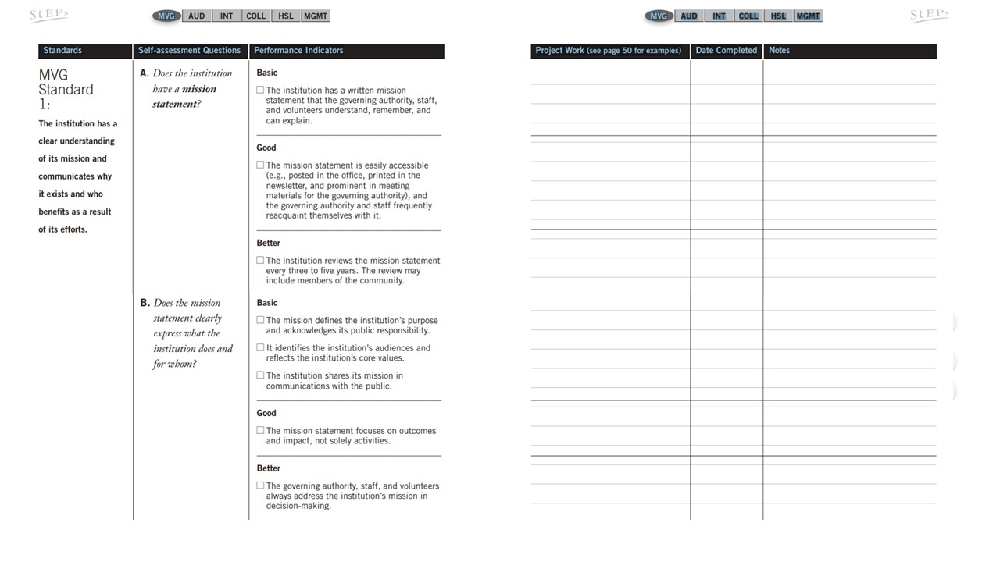 StEPs
MVG AUD INT COLL HSL MGMT
Standards Self-assessment Questions Performance Indicators
MVG
Standard
1:
The institution has a
clear understanding
of its mission and
communicates why
it exists and who
benefits as a result
of its efforts.
A. Does the institution
have a mission
statement?
Basic
The institution has a written mission
statement that the governing authority, staff,
and volunteers understand, remember, and
can explain.
Good
The mission statement is easily accessible
(e.g., posted in the office, printed in the
newsletter, and prominent in meeting
materials for the governing authority), and
the governing authority and staff frequently
reacquaint themselves with it.
Better
The institution reviews the mission statement
every three to five years. The review may
include members of the community.
B. Does the mission
statement clearly
express what the
institution does and
for whom?
Basic
The mission defines the institution's purpose
and acknowledges its public responsibility.
It identifies the institution's audiences and
reflects the institution's core values.
The institution shares its mission in
communications with the public.
Good
The mission statement focuses on outcomes
and impact, not solely activities.
Better
The governing authority, staff, and volunteers
always address the institution's mission in
decision-making.
MVG AUD INT COLL HSL MGMT
StEPs
Project Work (see page 50 for examples) Date Completed Notes